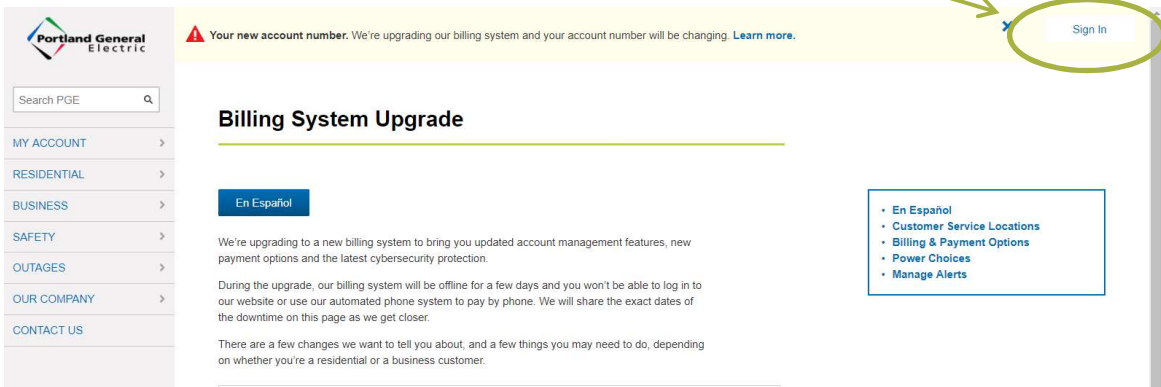 Portland General
Electric
Your new account number. We're upgrading our billing system and your account number will be changing. Learn more.
Sign In
Search PGE
MY ACCOUNT
RESIDENTIAL
BUSINESS
SAFETY
OUTAGES
OUR COMPANY
CONTACT US
Billing System Upgrade
En Español
We're upgrading to a new billing system to bring you updated account management features, new
payment options and the latest cybersecurity protection.
During the upgrade, our billing system will be offline for a few days and you won't be able to log in to
our website or use our automated phone system to pay by phone. We will share the exact dates of
the downtime on this page as we get closer.
There are a few changes we want to tell you about, and a few things you may need to do, depending
on whether you're a residential or a business customer.
• En Español
• Customer Service Locations
• Billing & Payment Options
• Power Choices
• Manage Alerts